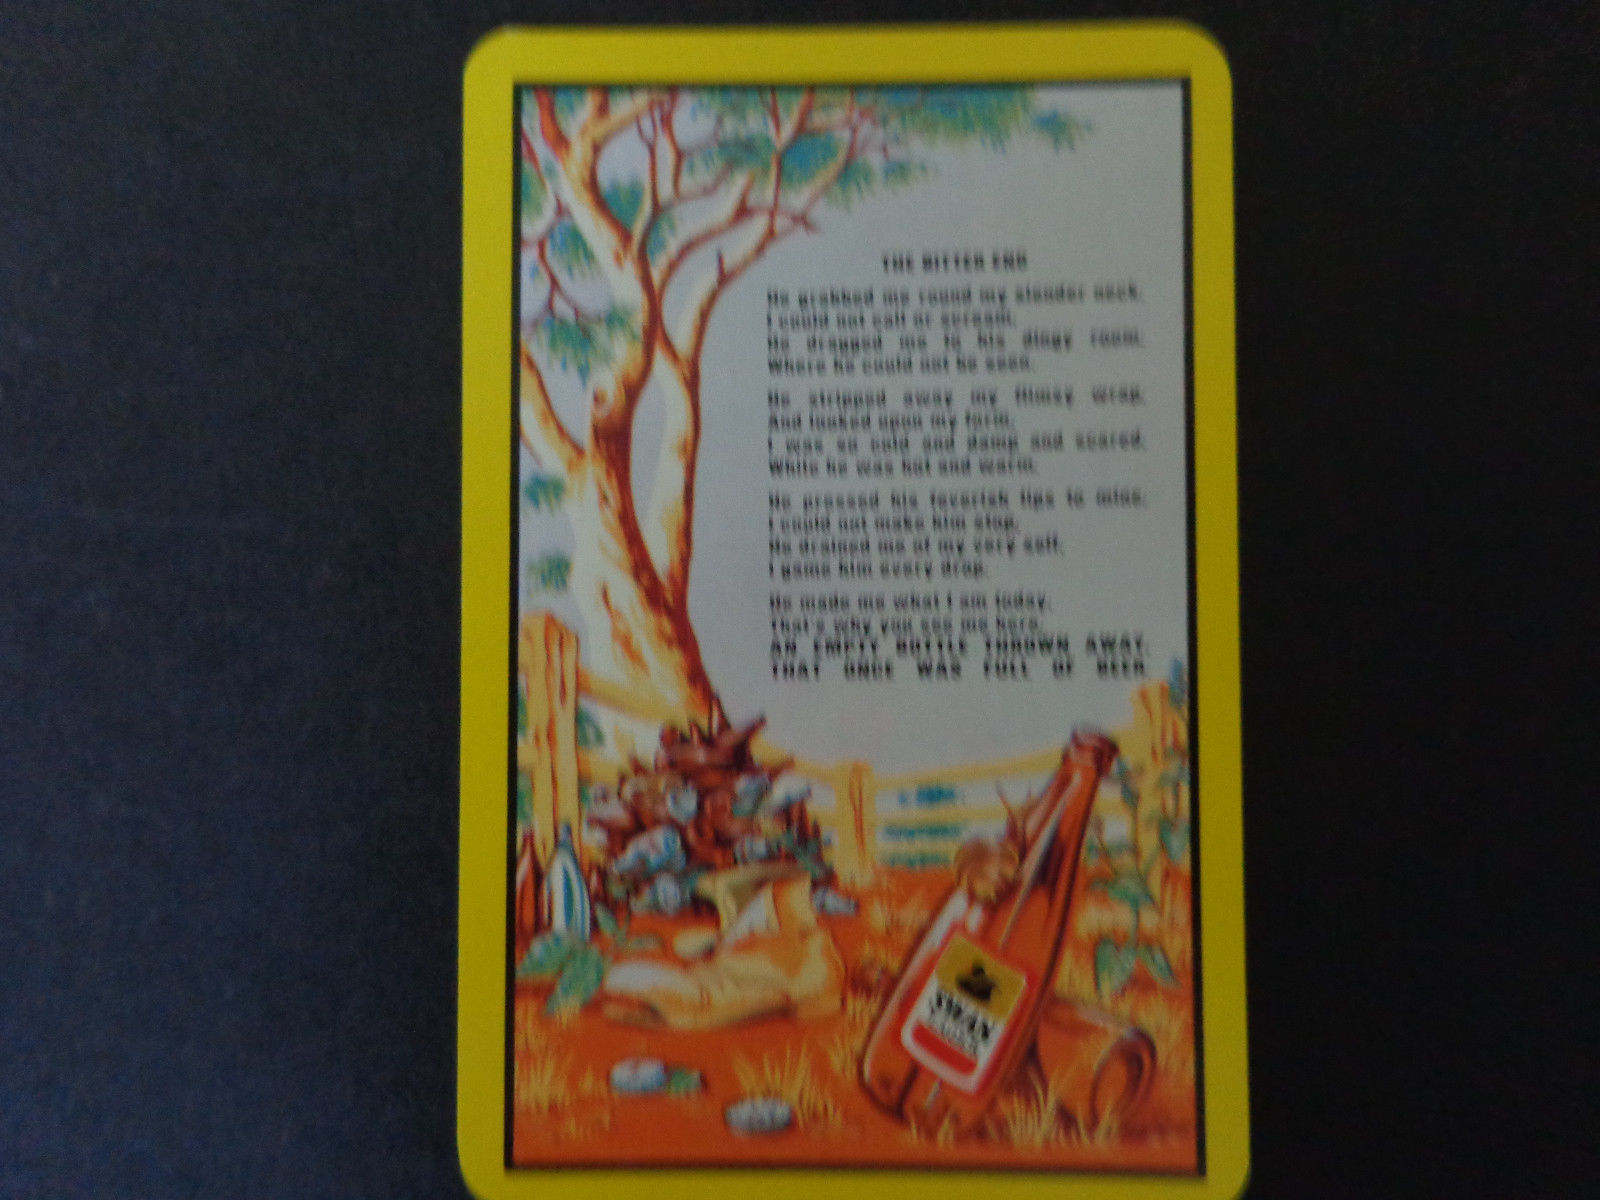 THE BITTER END
He grabbed me round my slender neck,
I could not call or scream,
He dragged me to his dingy room,
Where he could not be seen.
He stripped away my flimsy wrap,
And looked upon my form,
I was so cold and damp and scared,
While he was hot and warm.
He pressed his feverish lips to mine,
I could not make him stop,
He drained me of my very self,
I gave him every drop.
He made me what I am today,
That's why you see me here,
AN EMPTY BOTTLE THROWN AWAY,
THAT ONCE WAS FULL OF BEER
SWAN